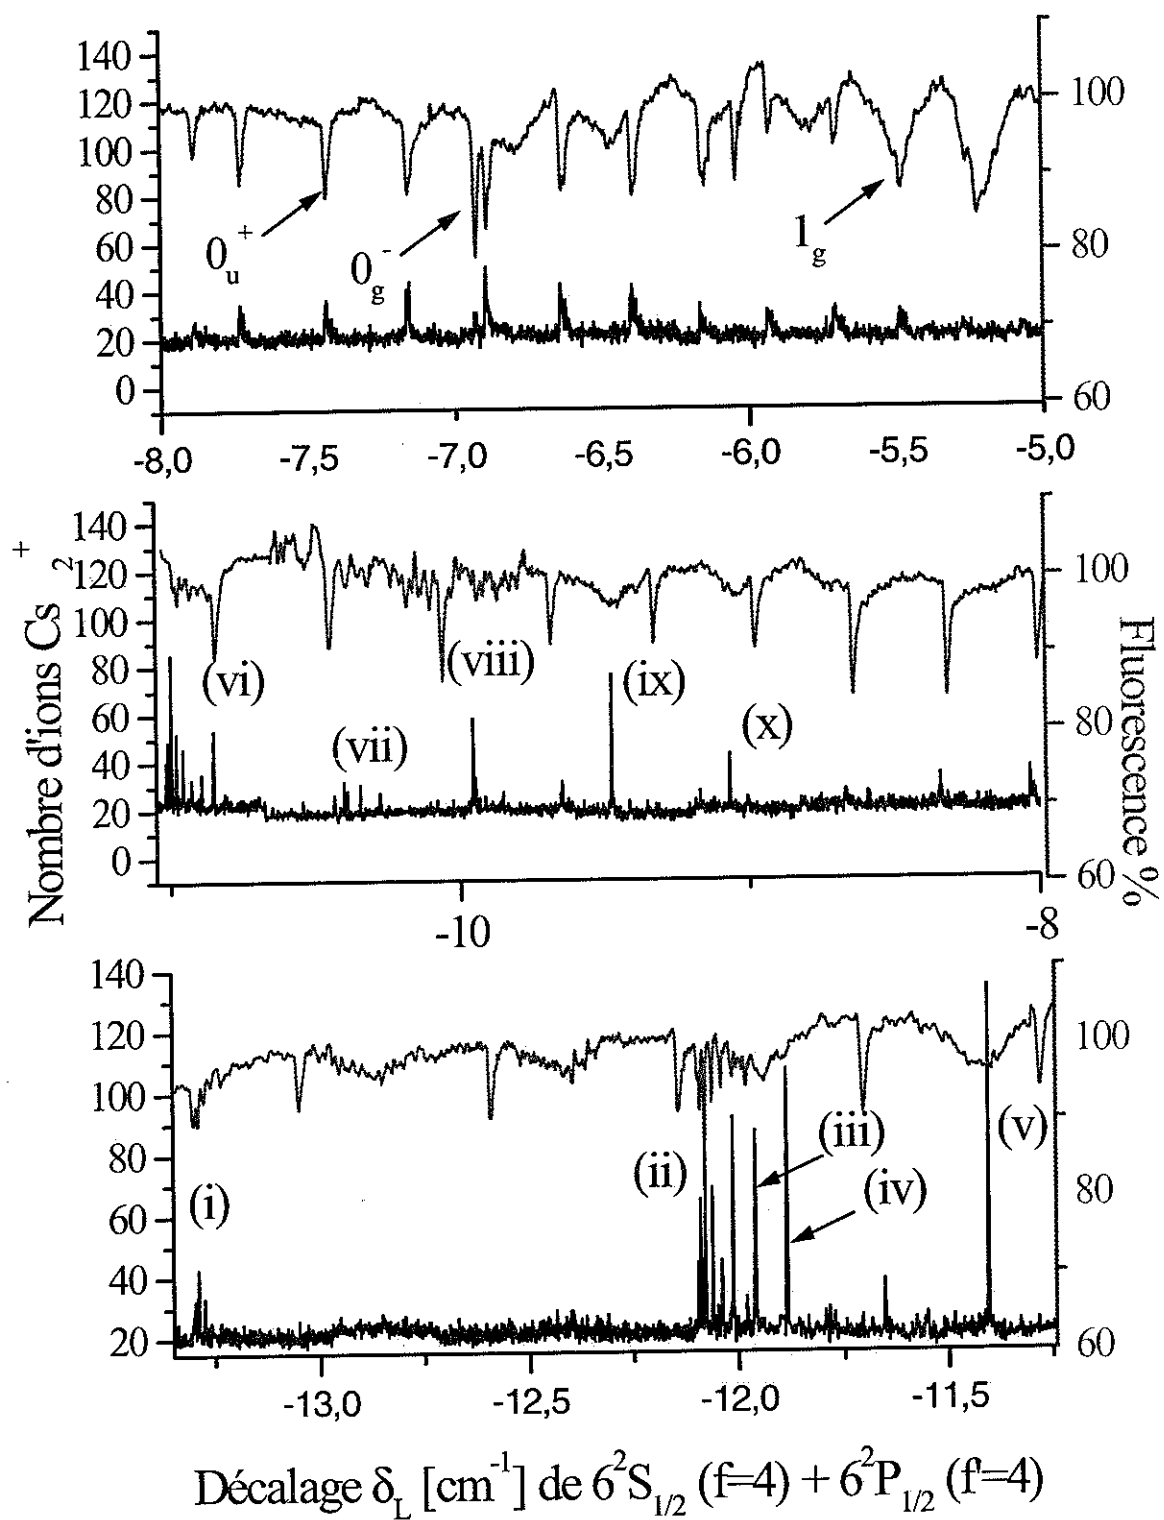 140
120
100
80
60
40
20
0
100
80
60
0u+
0g-
1g
-8,0 -7,5 -7,0 -6,5 -6,0 -5,5 -5,0
140
120
100
80
60
40
20
0
100
80
60
(vi)
(vii)
(viii)
(ix)
(x)
-10 -8
Nombre d'ions Cs2+
Fluorescence %
140
120
100
80
60
40
20
100
80
60
(i)
(ii)
(iii)
(iv)
(v)
-13,0 -12,5 -12,0 -11,5
Décalage δL [cm-1] de 6²S1/2 (f=4) + 6²P1/2 (f'=4)